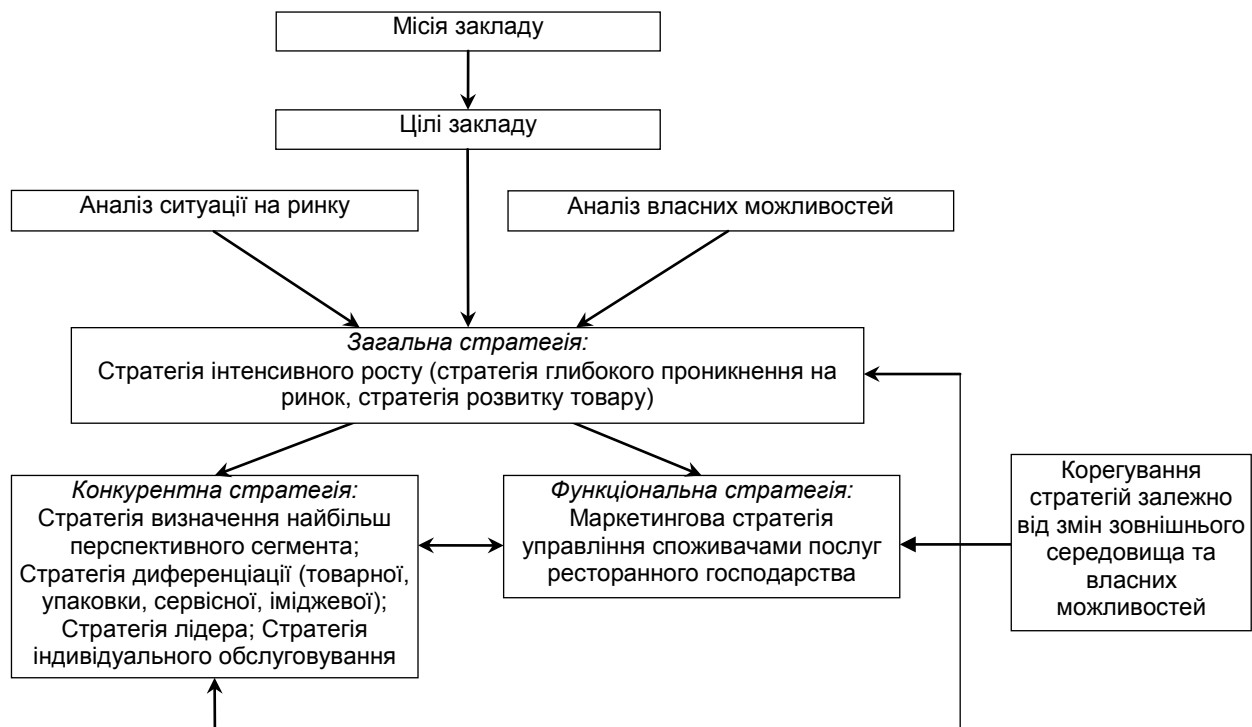 Місія закладу
Цілі закладу
Аналіз ситуації на ринку
Аналіз власних можливостей
Загальна стратегія:
Стратегія інтенсивного росту (стратегія глибокого проникнення на
ринок, стратегія розвитку товару)
Конкурентна стратегія:
Стратегія визначення найбільш
перспективного сегмента;
Стратегія диференціації (товарної,
упаковки, сервісної, іміджевої);
Стратегія лідера; Стратегія
індивідуального обслуговування
Функціональна стратегія:
Маркетингова стратегія
управління споживачами послуг
ресторанного господарства
Корегування
стратегій залежно
від змін зовнішнього
середовища та
власних
можливостей